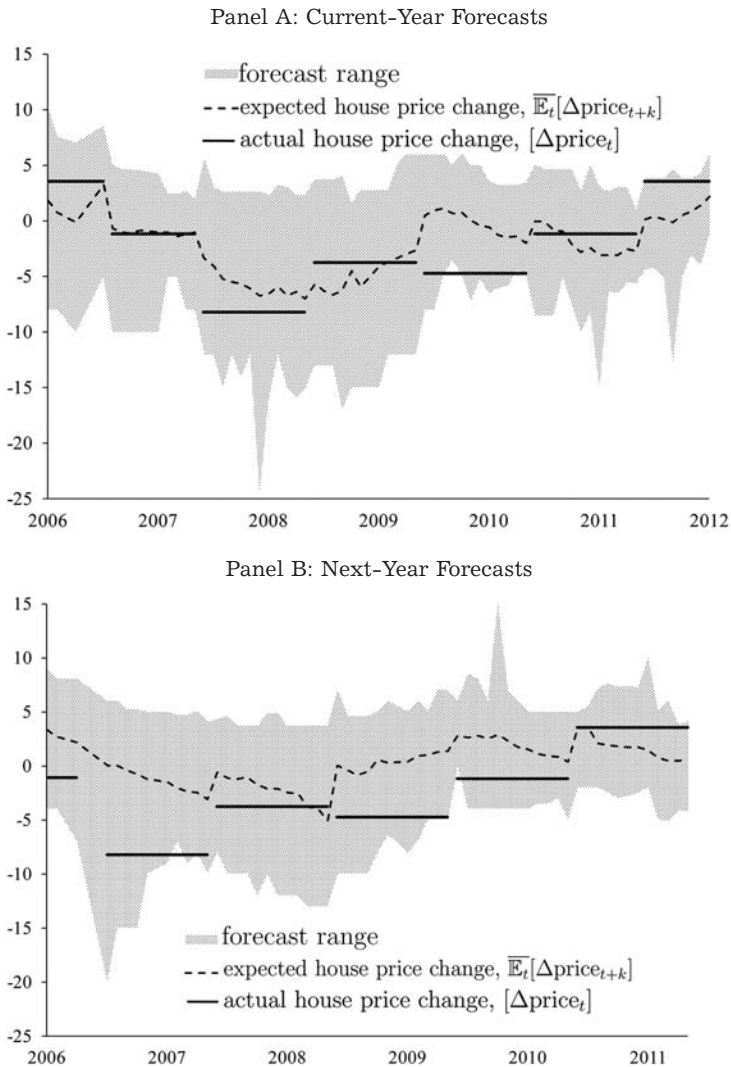 Panel A: Current-Year Forecasts
15
forecast range
10
expected house price change, 𝔼̅ₜ[Δpriceₜ₊ₖ]
actual house price change, [Δpriceₜ]
5
0
-5
-10
-15
-20
-25
2006 2007 2008 2009 2010 2011 2012
Panel B: Next-Year Forecasts
15
10
5
0
-5
-10
-15
forecast range
expected house price change, 𝔼̅ₜ[Δpriceₜ₊ₖ]
-20
actual house price change, [Δpriceₜ]
-25
2006 2007 2008 2009 2010 2011